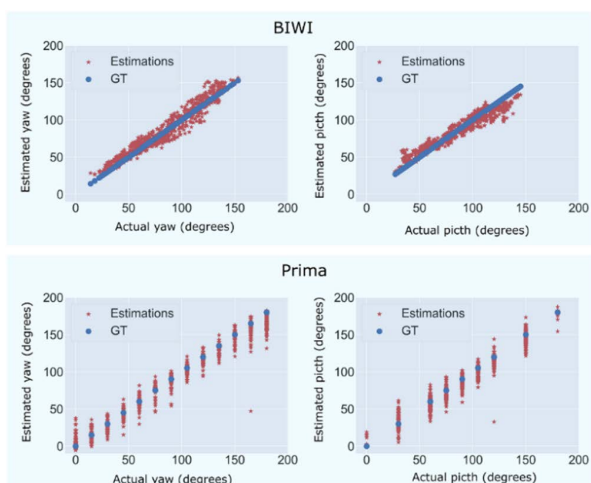 BIWI
200
150
100
50
0
Estimated yaw (degrees)
Estimations
GT
0 50 100 150 200
Actual yaw (degrees)
200
150
100
50
0
Estimated picth (degrees)
Estimations
GT
0 50 100 150 200
Actual picth (degrees)
Prima
200
150
100
50
0
Estimated yaw (degrees)
Estimations
GT
0 50 100 150 200
Actual yaw (degrees)
200
150
100
50
0
Estimated picth (degrees)
Estimations
GT
0 50 100 150 200
Actual picth (degrees)